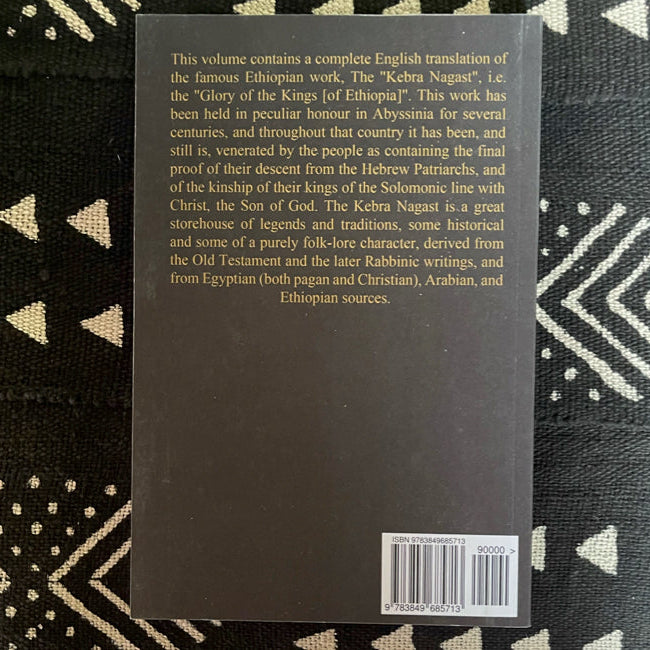 This volume contains a complete English translation of
the famous Ethiopian work, The "Kebra Nagast", i.e.
the "Glory of the Kings [of Ethiopia]". This work has
been held in peculiar honour in Abyssinia for several
centuries, and throughout that country it has been, and
still is, venerated by the people as containing the final
proof of their descent from the Hebrew Patriarchs, and
of the kinship of their kings of the Solomonic line with
Christ, the Son of God. The Kebra Nagast is a great
storehouse of legends and traditions, some historical
and some of a purely folk-lore character, derived from
the Old Testament and the later Rabbinic writings, and
from Egyptian (both pagan and Christian), Arabian, and
Ethiopian sources.
ISBN 9783849685713
90000 >
9 783849 685713